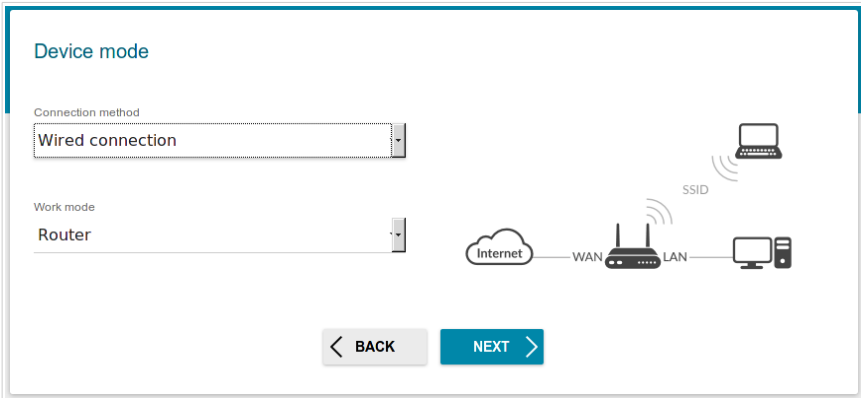 Device mode
Connection method
Wired connection
Work mode
Router
SSID
Internet
WAN
LAN
BACK
NEXT